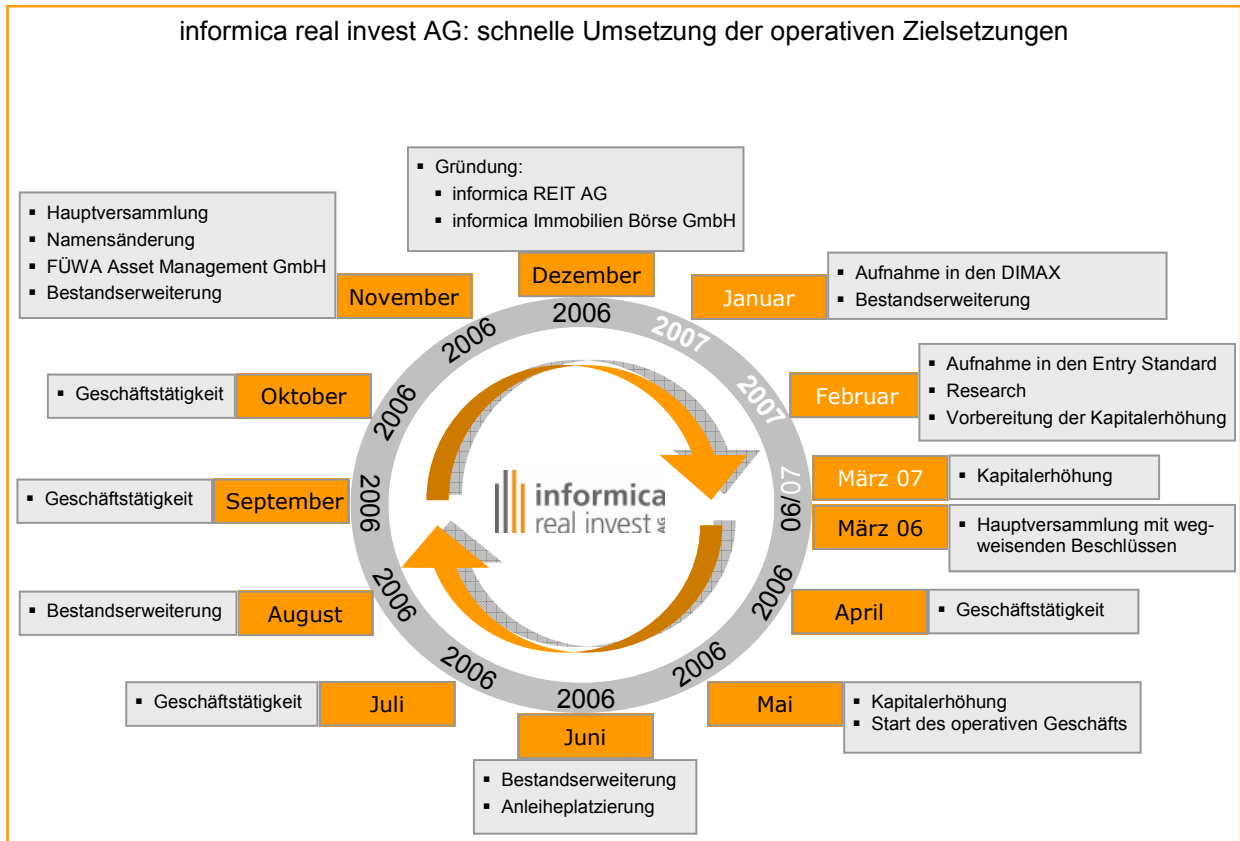 informica real invest AG: schnelle Umsetzung der operativen Zielsetzungen
▪ Gründung:
▪ informica REIT AG
▪ informica Immobilien Börse GmbH
Dezember
2006
▪ Hauptversammlung
▪ Namensänderung
▪ FÜWA Asset Management GmbH
▪ Bestandserweiterung
November
2006
Januar
▪ Aufnahme in den DIMAX
▪ Bestandserweiterung
2007
▪ Geschäftstätigkeit
Oktober
2006
2007
Februar
▪ Aufnahme in den Entry Standard
▪ Research
▪ Vorbereitung der Kapitalerhöhung
▪ Geschäftstätigkeit
September
2006
informica
real invest AG
06/07
März 07
▪ Kapitalerhöhung
März 06
▪ Hauptversammlung mit weg-
weisenden Beschlüssen
▪ Bestandserweiterung
August
2006
2006
April
▪ Geschäftstätigkeit
▪ Geschäftstätigkeit
Juli
2006
2006
Juni
▪ Bestandserweiterung
▪ Anleiheplatzierung
2006
Mai
▪ Kapitalerhöhung
▪ Start des operativen Geschäfts